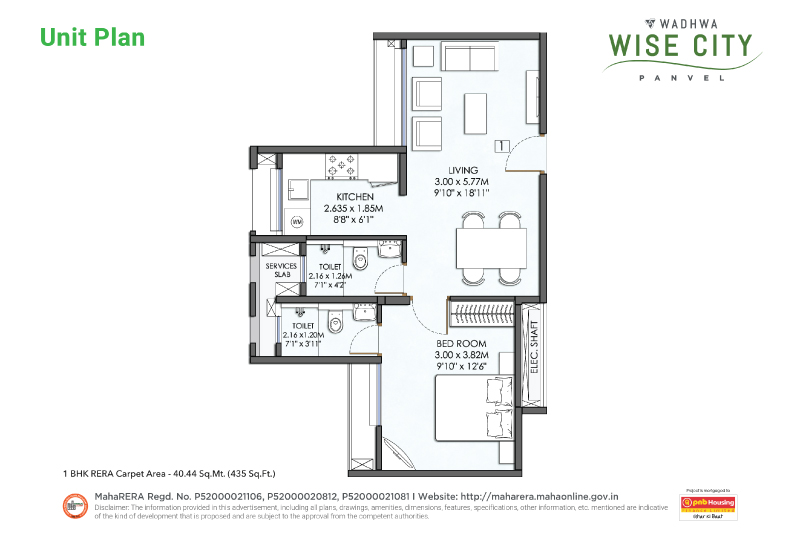 Unit Plan
WADHWA
WISE CITY
PANVEL
1
LIVING
3.00 x 5.77M
9'10" x 18'11"
KITCHEN
2.635 x 1.85M
8'8" x 6'1"
WM
SERVICES
SLAB
TOILET
2.16 x 1.26M
7'1" x 4'2"
TOILET
2.16 x1.20M
7'1" x 3'11"
BED ROOM
3.00 x 3.82M
9'10" x 12'6"
ELEC. SHAFT
1 BHK RERA Carpet Area - 40.44 Sq.Mt. (435 Sq.Ft.)
MahaRERA Regd. No. P52000021106, P52000020812, P52000021081 I Website: http://maharera.mahaonline.gov.in
Disclaimer: The information provided in this advertisement, including all plans, drawings, amenities, dimensions, features, specifications, other information, etc. mentioned are indicative
of the kind of development that is proposed and are subject to the approval from the competent authorities.
Project is mortgaged to
pnb Housing
Ghar Ki Baat